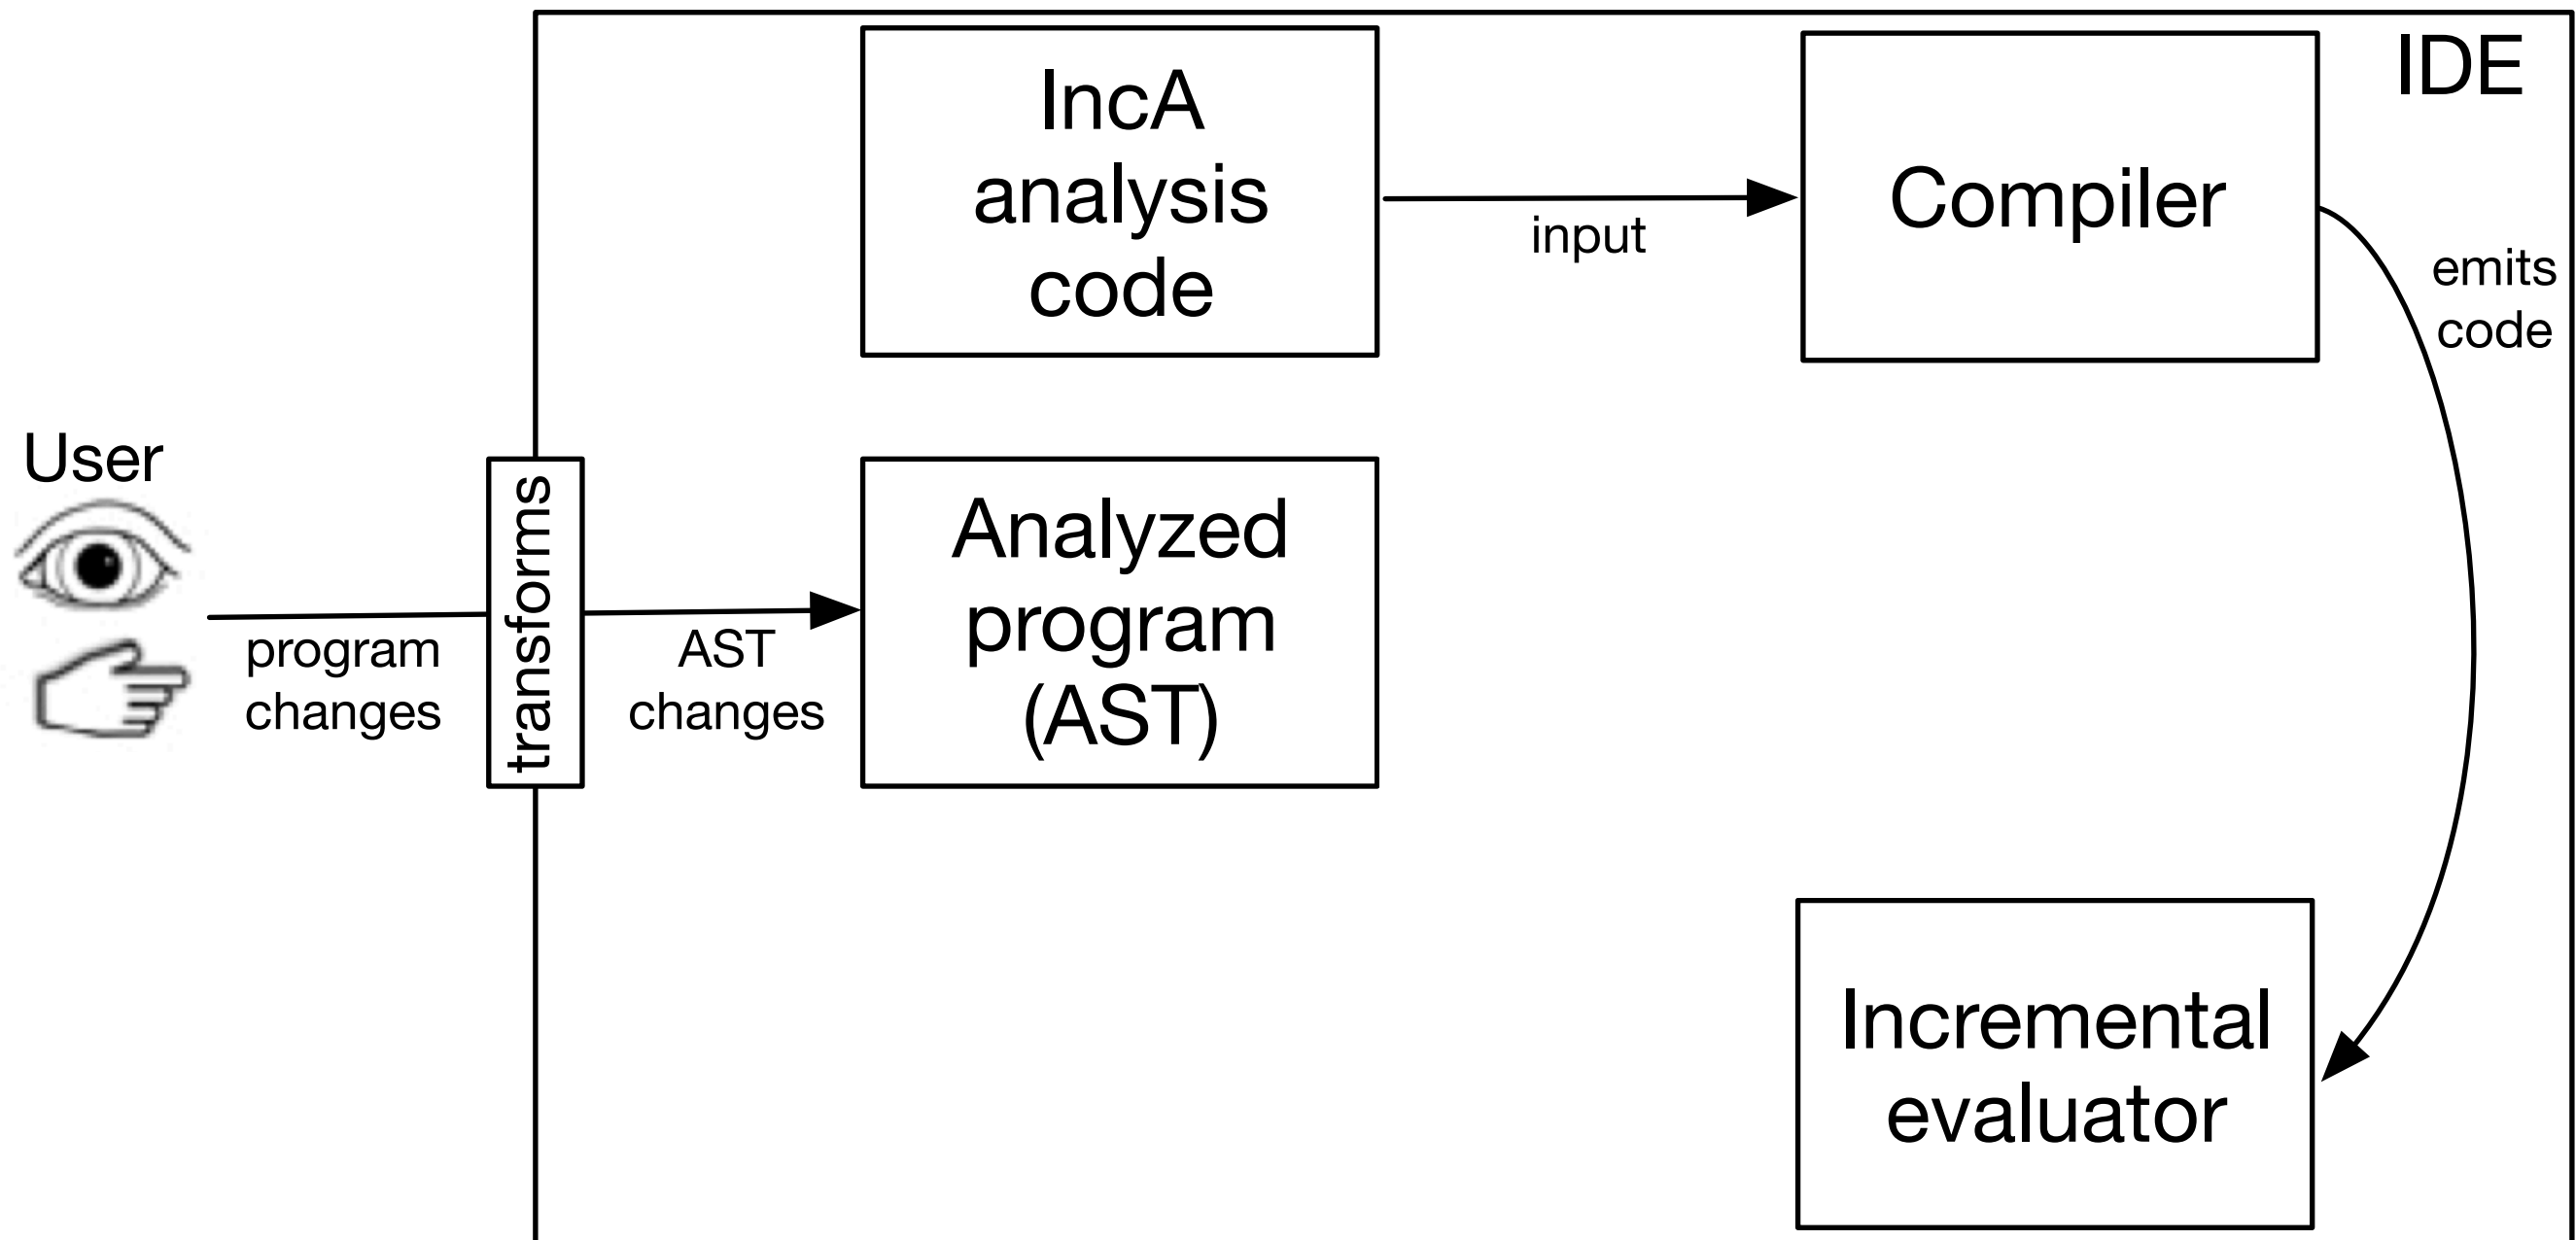 IDE
IncA
analysis
code
input
Compiler
emits
code
User
program
changes
transforms
AST
changes
Analyzed
program
(AST)
Incremental
evaluator